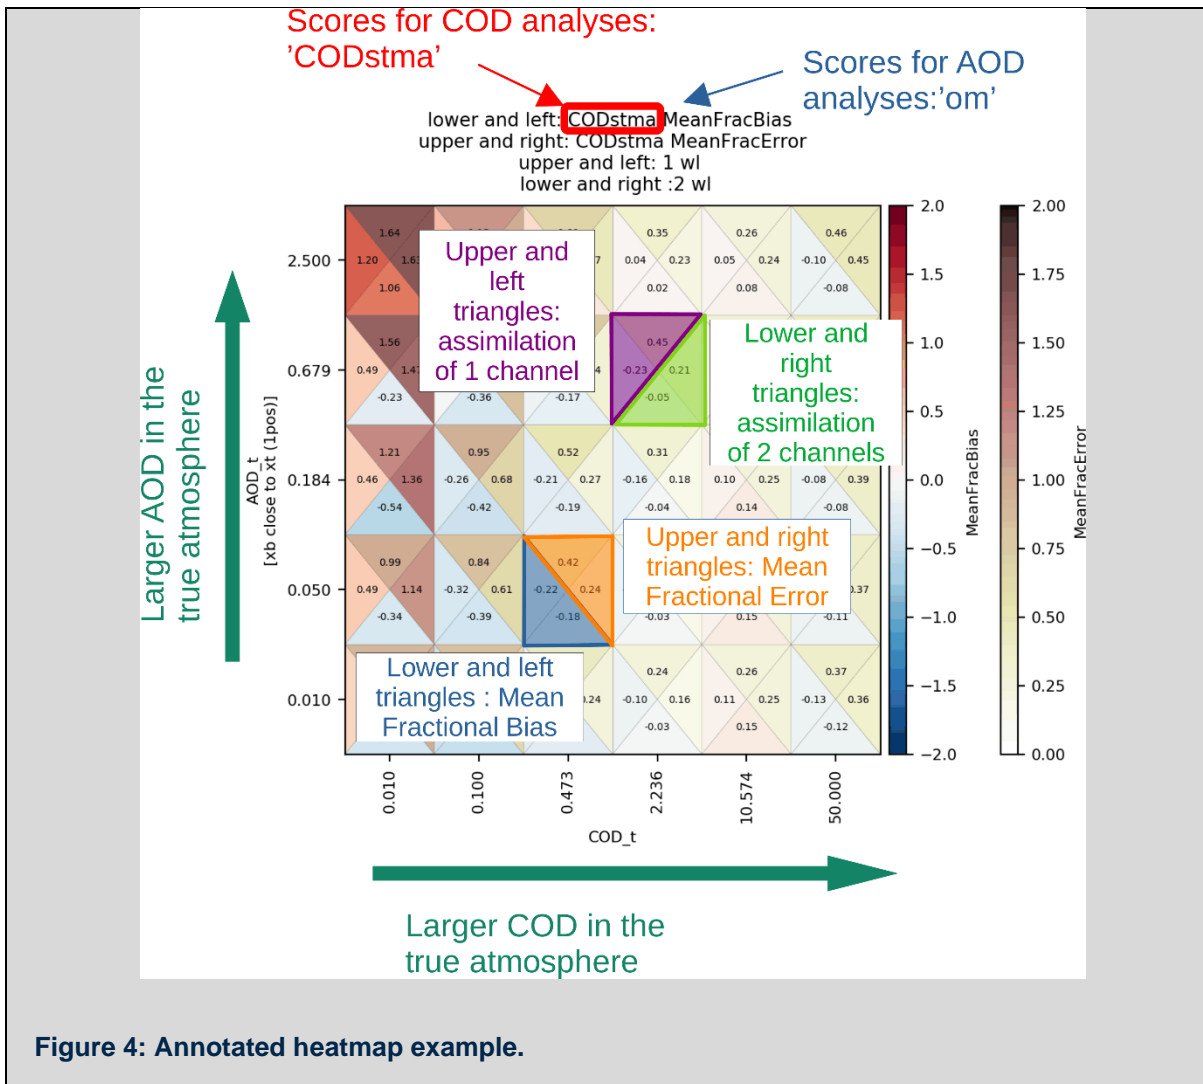 Scores for COD analyses:
’CODstma’
Scores for AOD
analyses:’om’
lower and left: CODstma MeanFracBias
upper and right: CODstma MeanFracError
upper and left: 1 wl
lower and right :2 wl
Larger AOD in the
true atmosphere
AOD_t
[xb close to xt (1pos)]
2.500
0.679
0.184
0.050
0.010
1.64
1.20
1.06
0.35
0.04 0.23
0.02
0.26
0.05 0.24
0.08
0.46
-0.10 0.45
-0.08
Upper and
left
triangles:
assimilation
of 1 channel
1.56
0.49
-0.23
-0.36
-0.17
0.45
-0.23 0.21
-0.05
Lower and
right
triangles:
assimilation
of 2 channels
1.21
0.46 1.36
-0.54
0.95
-0.26 0.68
-0.42
0.52
-0.21 0.27
-0.19
0.31
-0.16 0.18
-0.04
0.10 0.25
0.14
-0.08 0.39
-0.08
0.99
0.49 1.14
-0.34
0.84
-0.32 0.61
-0.39
0.42
-0.22 0.24
-0.18
-0.03
0.15
0.37
-0.11
Upper and right
triangles: Mean
Fractional Error
Lower and left
triangles : Mean
Fractional Bias
0.24
0.24
-0.10 0.16
-0.03
0.26
0.11 0.25
0.15
0.37
-0.13 0.36
-0.12
2.0
1.5
1.0
0.5
0.0
−0.5
−1.0
−1.5
−2.0
MeanFracBias
2.00
1.75
1.50
1.25
1.00
0.75
0.50
0.25
0.00
MeanFracError
0.010
0.100
0.473
2.236
10.574
50.000
COD_t
Larger COD in the
true atmosphere
Figure 4: Annotated heatmap example.